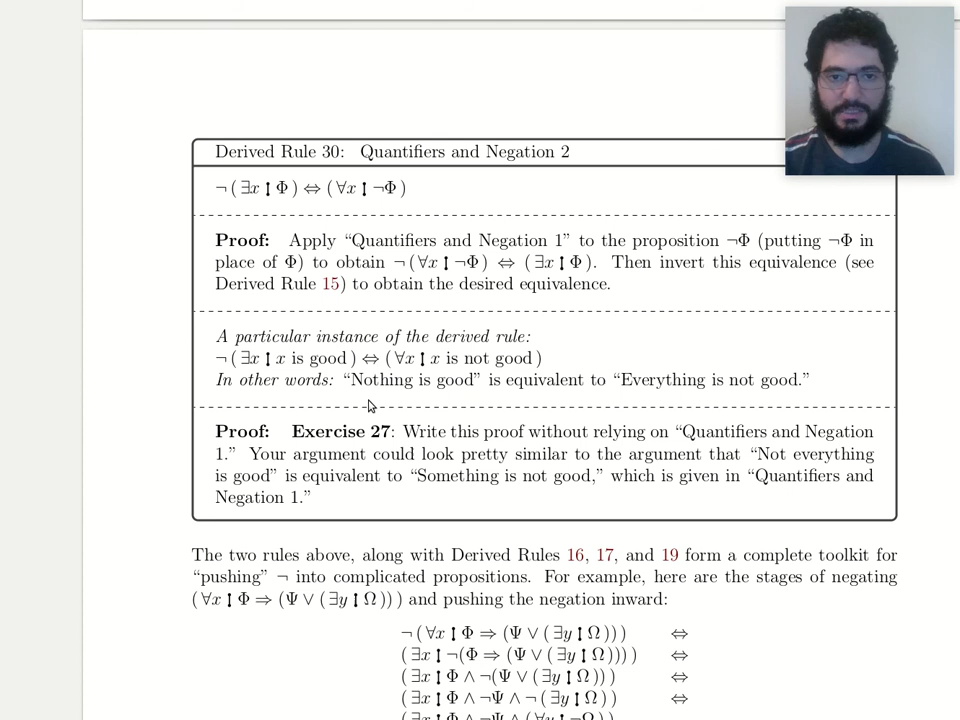 Derived Rule 30: Quantifiers and Negation 2
¬ ( ∃x ⭥ Φ ) ⇔ ( ∀x ⭥ ¬Φ )
Proof: Apply “Quantifiers and Negation 1” to the proposition ¬Φ (putting ¬Φ in
place of Φ) to obtain ¬ ( ∀x ⭥ ¬Φ ) ⇔ ( ∃x ⭥ Φ ). Then invert this equivalence (see
Derived Rule 15) to obtain the desired equivalence.
A particular instance of the derived rule:
¬ ( ∃x ⭥ x is good ) ⇔ ( ∀x ⭥ x is not good )
In other words: “Nothing is good” is equivalent to “Everything is not good.”
Proof: Exercise 27: Write this proof without relying on “Quantifiers and Negation
1.” Your argument could look pretty similar to the argument that “Not everything
is good” is equivalent to “Something is not good,” which is given in “Quantifiers and
Negation 1.”
The two rules above, along with Derived Rules 16, 17, and 19 form a complete toolkit for
“pushing” ¬ into complicated propositions. For example, here are the stages of negating
( ∀x ⭥ Φ ⇒ (Ψ ∨ ( ∃y ⭥ Ω ) ) ) and pushing the negation inward:
¬ ( ∀x ⭥ Φ ⇒ (Ψ ∨ ( ∃y ⭥ Ω ) ) ) ⇔
( ∃x ⭥ ¬(Φ ⇒ (Ψ ∨ ( ∃y ⭥ Ω ) ) ) ) ⇔
( ∃x ⭥ Φ ∧ ¬(Ψ ∨ ( ∃y ⭥ Ω ) ) ) ⇔
( ∃x ⭥ Φ ∧ ¬Ψ ∧ ¬ ( ∃y ⭥ Ω ) ) ⇔
( ∃x ⭥ Φ ∧ ¬Ψ ∧ ( ∀y ⭥ ¬Ω ) )